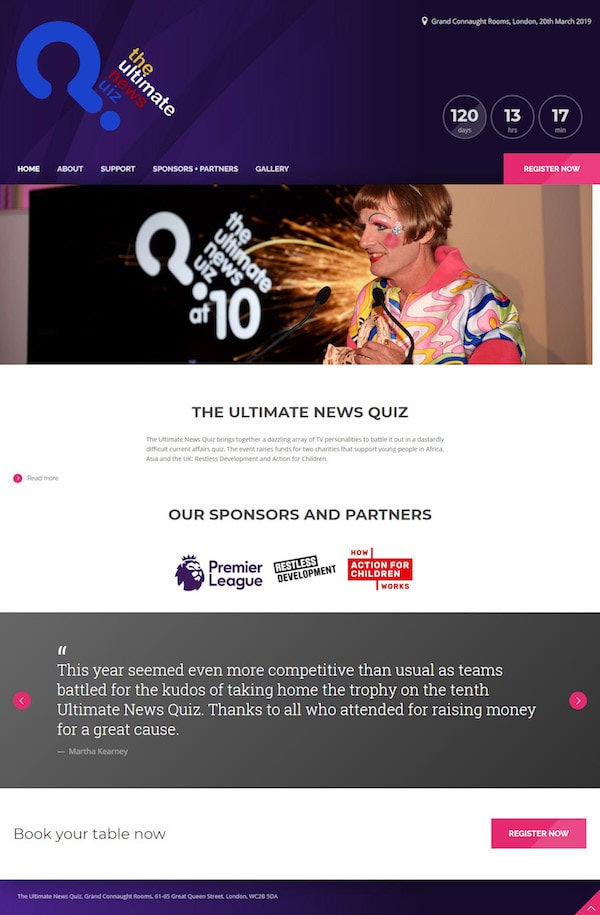 Grand Connaught Rooms, London, 20th March 2019
the
ultimate
news
uiz
120
days
13
hrs
17
min
HOME
ABOUT
SUPPORT
SPONSORS + PARTNERS
GALLERY
REGISTER NOW
the
ultimate
news
uiz
at 10
THE ULTIMATE NEWS QUIZ
The Ultimate News Quiz brings together a dazzling array of TV personalities to battle it out in a dastardly
difficult current affairs quiz. The event raises funds for two charities that support young people in Africa,
Asia and the UK: Restless Development and Action for Children.
Read more
OUR SPONSORS AND PARTNERS
Premier
League
RESTLESS
DEVELOPMENT
HOW
ACTION FOR
CHILDREN
WORKS
“
This year seemed even more competitive than usual as teams
battled for the kudos of taking home the trophy on the tenth
Ultimate News Quiz. Thanks to all who attended for raising money
for a great cause.
— Martha Kearney
Book your table now
REGISTER NOW
The Ultimate News Quiz, Grand Connaught Rooms, 61-65 Great Queen Street, London, WC2B 5DA